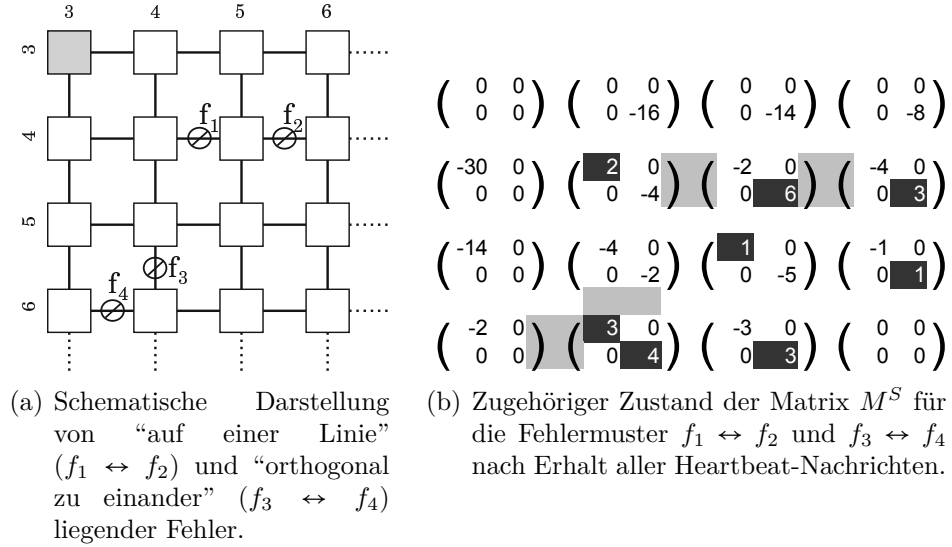 3 4 5 6
3
4
5
6
f1
f2
f3
f4
( 0 0 ) ( 0 0 ) ( 0 0 ) ( 0 0 )
( 0 0 ) ( 0 -16 ) ( 0 -14 ) ( 0 -8 )
( -30 0 ) ( 2 0 ) ( -2 0 ) ( -4 0 )
( 0 0 ) ( 0 -4 ) ( 0 6 ) ( 0 3 )
( -14 0 ) ( -4 0 ) ( 1 0 ) ( -1 0 )
( 0 0 ) ( 0 -2 ) ( 0 -5 ) ( 0 1 )
( -2 0 ) ( 3 0 ) ( -3 0 ) ( 0 0 )
( 0 0 ) ( 0 4 ) ( 0 3 ) ( 0 0 )
(a) Schematische Darstellung
von “auf einer Linie”
(f1 ↔ f2) und “orthogonal
zu einander” (f3 ↔ f4)
liegender Fehler.
(b) Zugehöriger Zustand der Matrix M^S für
die Fehlermuster f1 ↔ f2 und f3 ↔ f4
nach Erhalt aller Heartbeat-Nachrichten.